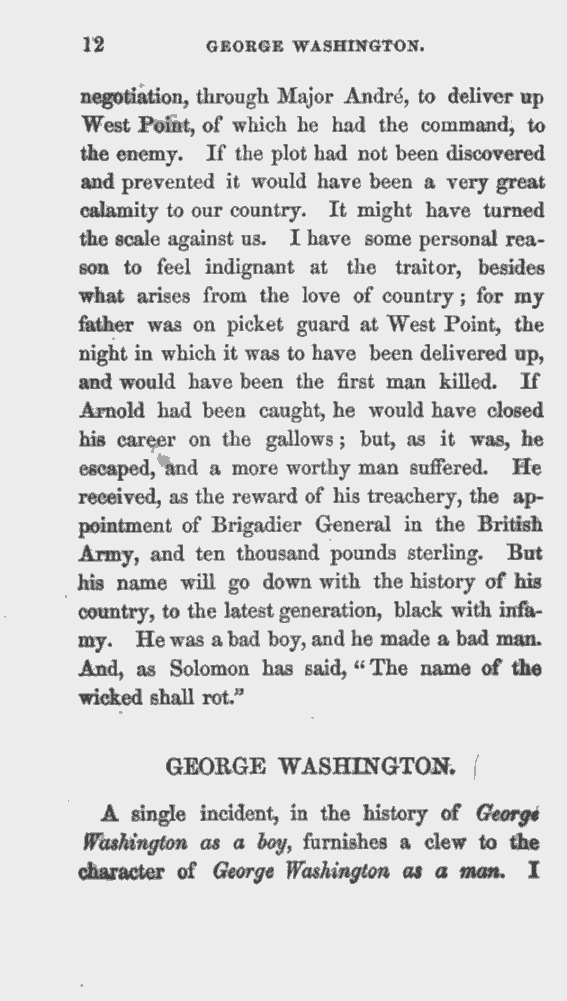 12 GEORGE WASHINGTON.
negotiation, through Major André, to deliver up
West Point, of which he had the command, to
the enemy. If the plot had not been discovered
and prevented it would have been a very great
calamity to our country. It might have turned
the scale against us. I have some personal rea-
son to feel indignant at the traitor, besides
what arises from the love of country; for my
father was on picket guard at West Point, the
night in which it was to have been delivered up,
and would have been the first man killed. If
Arnold had been caught, he would have closed
his career on the gallows; but, as it was, he
escaped, and a more worthy man suffered. He
received, as the reward of his treachery, the ap-
pointment of Brigadier General in the British
Army, and ten thousand pounds sterling. But
his name will go down with the history of his
country, to the latest generation, black with infa-
my. He was a bad boy, and he made a bad man.
And, as Solomon has said, “The name of the
wicked shall rot.”
GEORGE WASHINGTON.
A single incident, in the history of George
Washington as a boy, furnishes a clew to the
character of George Washington as a man. I